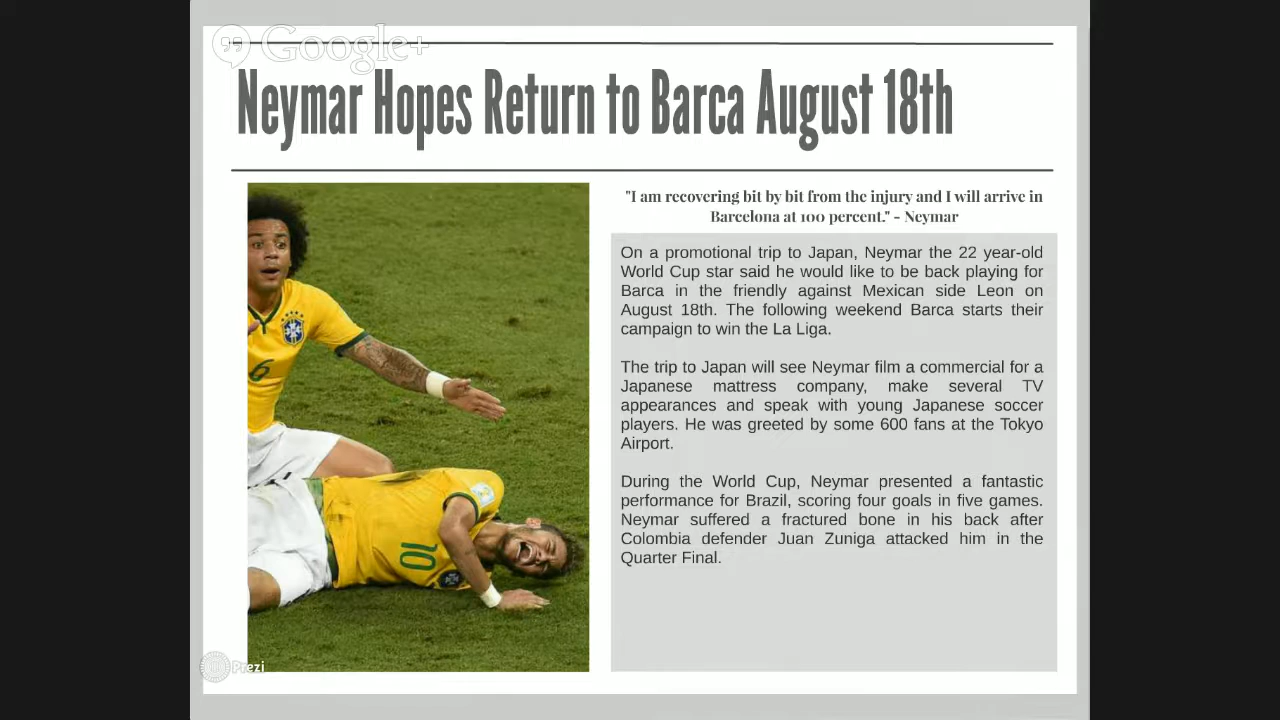 Google+
Neymar Hopes Return to Barca August 18th
"I am recovering bit by bit from the injury and I will arrive in
Barcelona at 100 percent." - Neymar
On a promotional trip to Japan, Neymar the 22 year-old
World Cup star said he would like to be back playing for
Barca in the friendly against Mexican side Leon on
August 18th. The following weekend Barca starts their
campaign to win the La Liga.
The trip to Japan will see Neymar film a commercial for a
Japanese mattress company, make several TV
appearances and speak with young Japanese soccer
players. He was greeted by some 600 fans at the Tokyo
Airport.
During the World Cup, Neymar presented a fantastic
performance for Brazil, scoring four goals in five games.
Neymar suffered a fractured bone in his back after
Colombia defender Juan Zuniga attacked him in the
Quarter Final.
6
10
Prezi